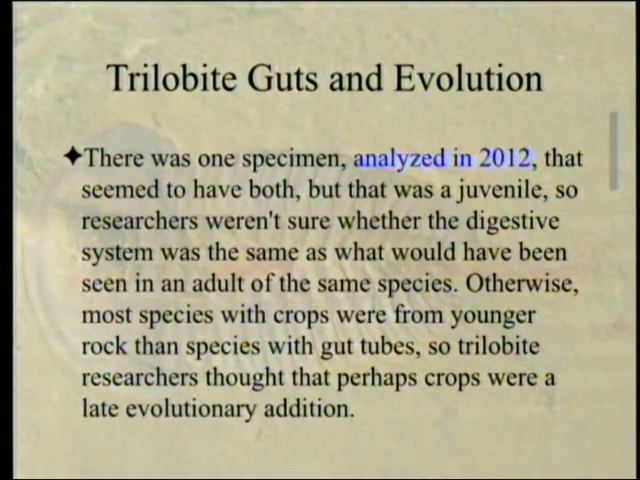 Trilobite Guts and Evolution
✦There was one specimen, analyzed in 2012, that
seemed to have both, but that was a juvenile, so
researchers weren't sure whether the digestive
system was the same as what would have been
seen in an adult of the same species. Otherwise,
most species with crops were from younger
rock than species with gut tubes, so trilobite
researchers thought that perhaps crops were a
late evolutionary addition.